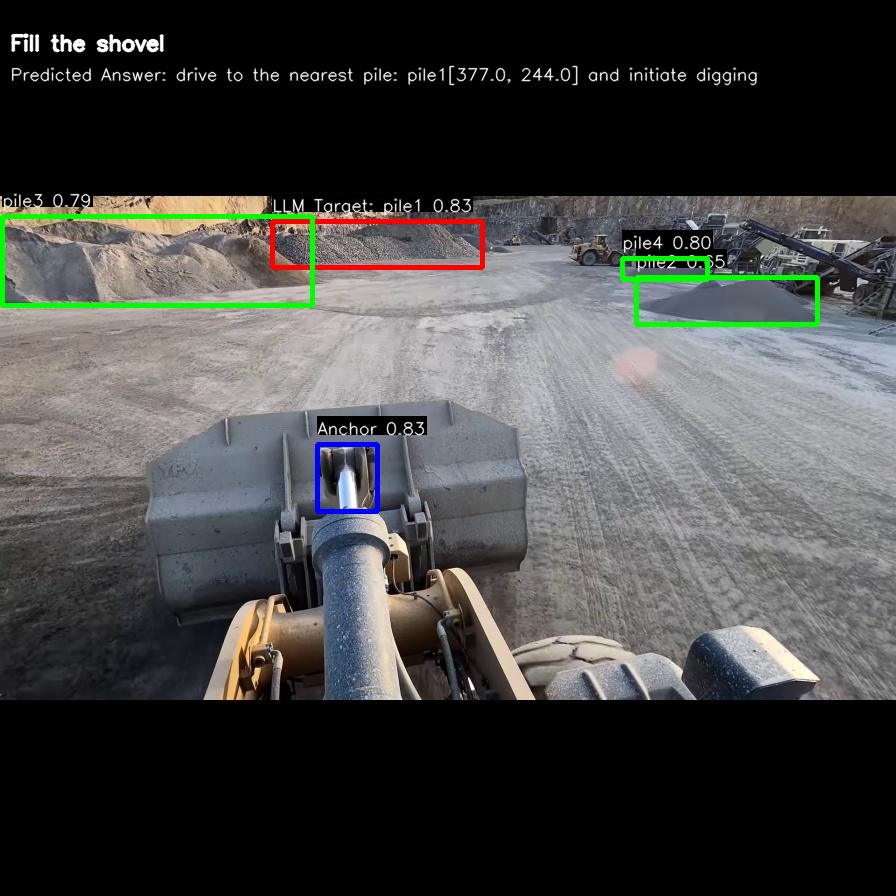 Fill the shovel
Predicted Answer: drive to the nearest pile: pile1[377.0, 244.0] and initiate digging
pile3 0.79
LLM Target: pile1 0.83
pile4 0.80
pile2 0.65
Anchor 0.83